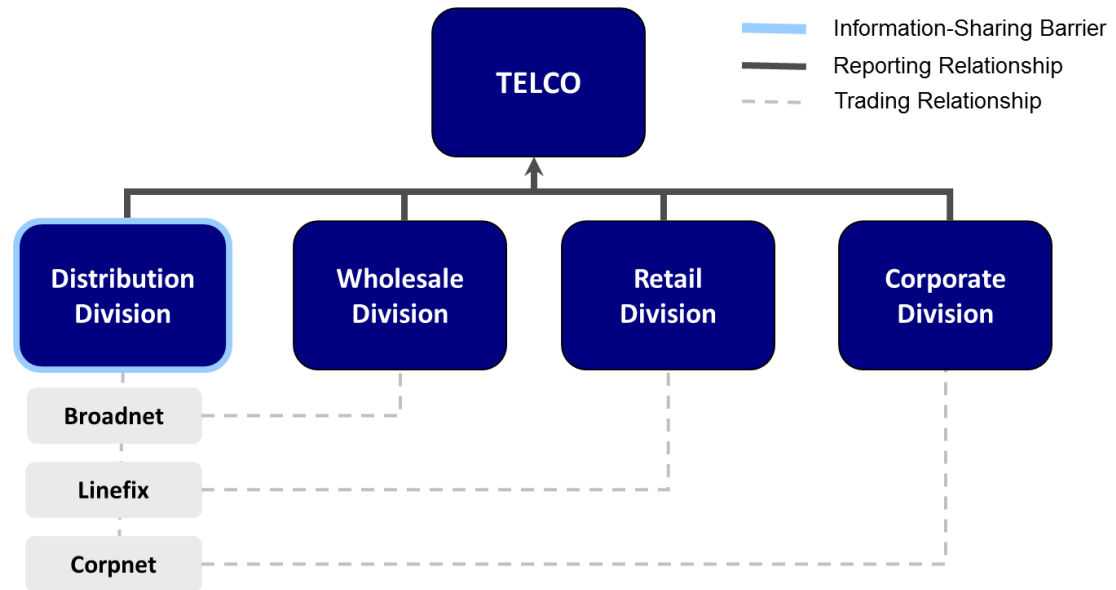 TELCO
Information-Sharing Barrier
Reporting Relationship
Trading Relationship
Distribution
Division
Wholesale
Division
Retail
Division
Corporate
Division
Broadnet
Linefix
Corpnet